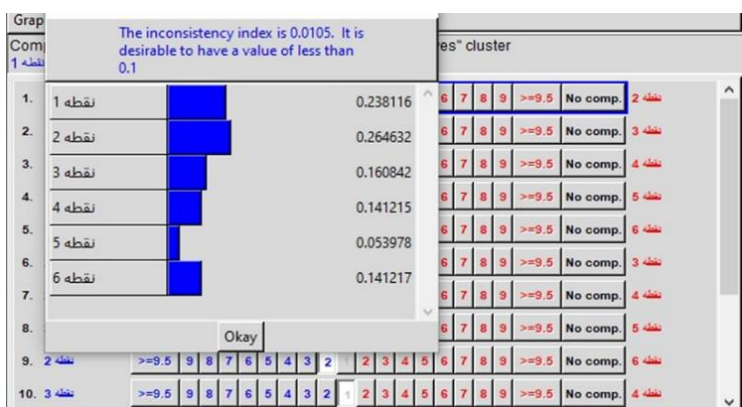 Grap
The inconsistency index is 0.0105. It is
desirable to have a value of less than
0.1
Com es" cluster
نقطه 1
نقطه 1 0.238116
نقطه 2 0.264632
نقطه 3 0.160842
نقطه 4 0.141215
نقطه 5 0.053978
نقطه 6 0.141217
Okay
1. 6 7 8 9 >=9.5 No comp. نقطه 2
2. 6 7 8 9 >=9.5 No comp. نقطه 3
3. 6 7 8 9 >=9.5 No comp. نقطه 4
4. 6 7 8 9 >=9.5 No comp. نقطه 5
5. 6 7 8 9 >=9.5 No comp. نقطه 6
6. 6 7 8 9 >=9.5 No comp. نقطه 3
7. 6 7 8 9 >=9.5 No comp. نقطه 4
8. 6 7 8 9 >=9.5 No comp. نقطه 5
9. نقطه 2 >=9.5 9 8 7 6 5 4 3 2 1 2 3 4 5 6 7 8 9 >=9.5 No comp. نقطه 6
10. نقطه 3 >=9.5 9 8 7 6 5 4 3 2 1 2 3 4 5 6 7 8 9 >=9.5 No comp. نقطه 4